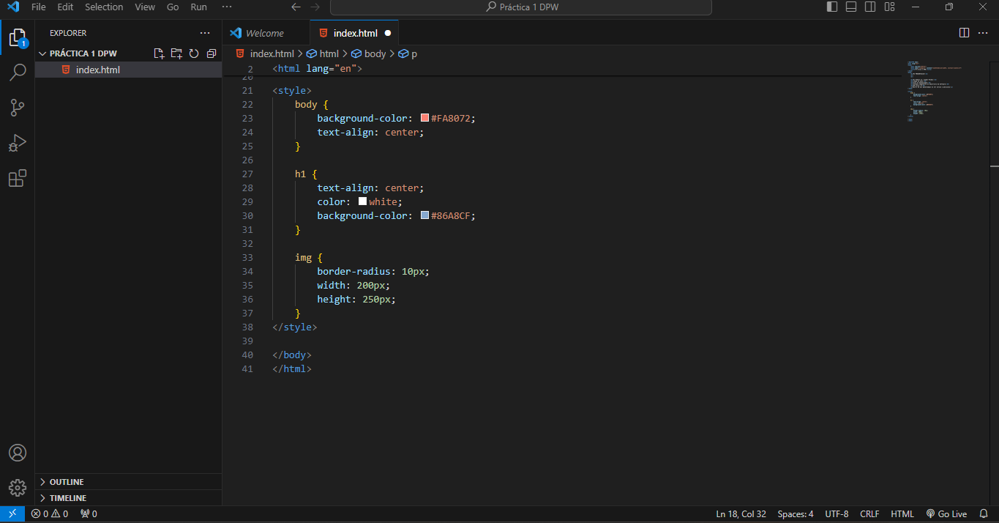 File Edit Selection View Go Run ···
Práctica 1 DPW
EXPLORER
Welcome
index.html
PRÁCTICA 1 DPW
index.html > html > body > p
index.html
2 <html lang="en">
20
21 <style>
22 body {
23 background-color: #FA8072;
24 text-align: center;
25 }
26
27 h1 {
28 text-align: center;
29 color: white;
30 background-color: #86A8CF;
31 }
32
33 img {
34 border-radius: 10px;
35 width: 200px;
36 height: 250px;
37 }
38 </style>
39
40 </body>
41 </html>
1
OUTLINE
TIMELINE
0 0 0 Ln 18, Col 32 Spaces: 4 UTF-8 CRLF HTML Go Live